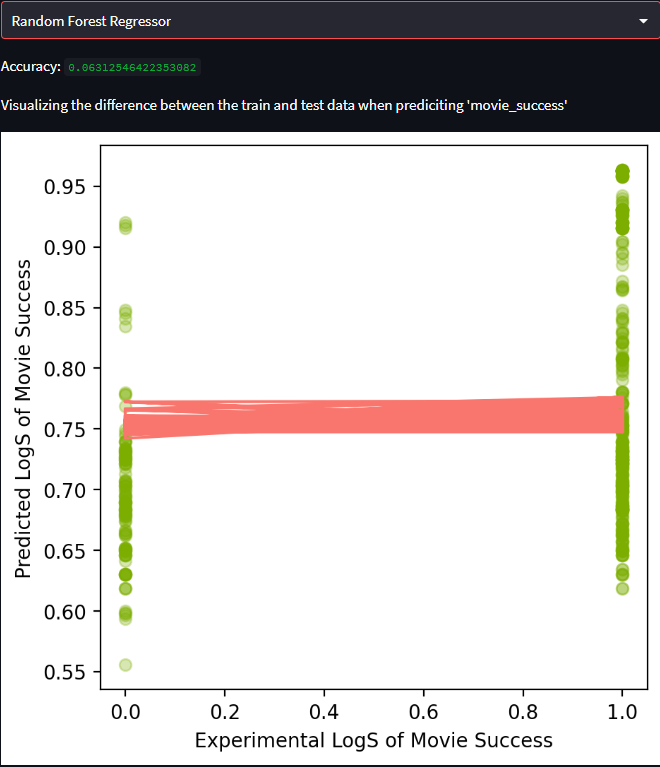 Random Forest Regressor
Accuracy: 0.06312546422353082
Visualizing the difference between the train and test data when prediciting 'movie_success'
0.95
0.90
0.85
0.80
0.75
0.70
0.65
0.60
0.55
Predicted LogS of Movie Success
0.0 0.2 0.4 0.6 0.8 1.0
Experimental LogS of Movie Success